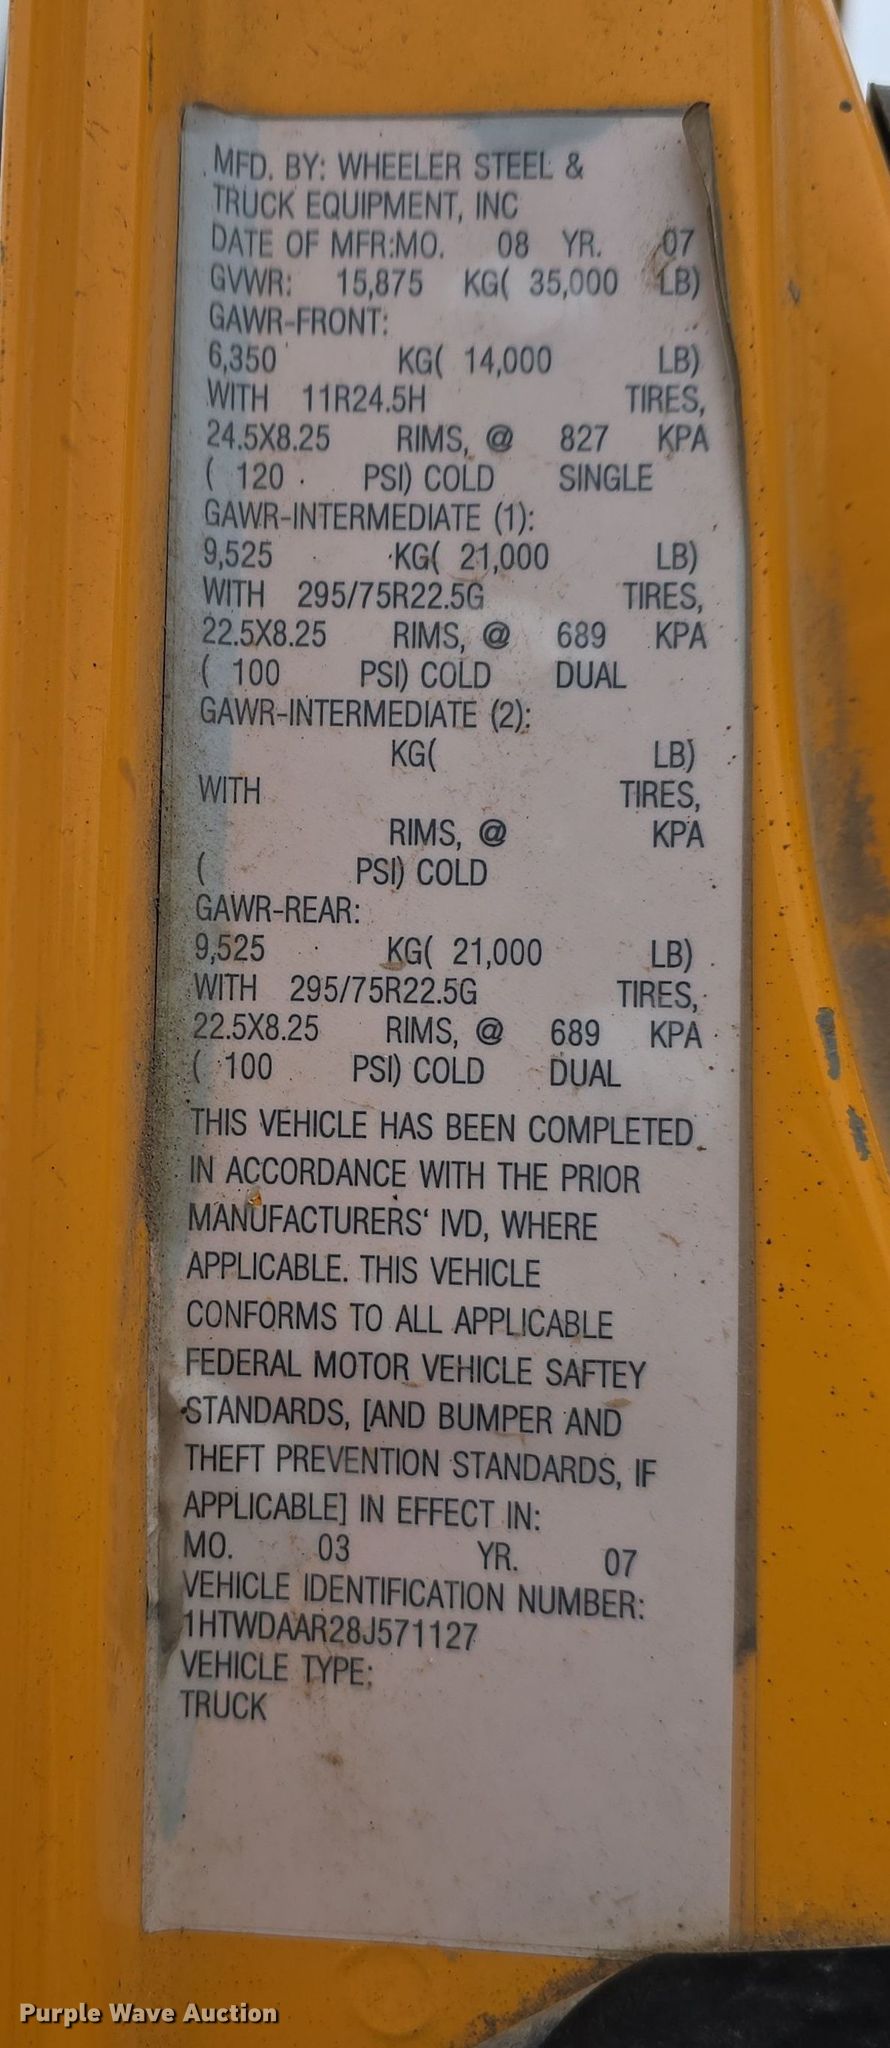 MFD. BY: WHEELER STEEL &
TRUCK EQUIPMENT, INC
DATE OF MFR:MO. 08 YR. 07
GVWR: 15,875 KG( 35,000 LB)
GAWR-FRONT:
6,350 KG( 14,000 LB)
WITH 11R24.5H TIRES,
24.5X8.25 RIMS, @ 827 KPA
( 120 PSI) COLD SINGLE
GAWR-INTERMEDIATE (1):
9,525 KG( 21,000 LB)
WITH 295/75R22.5G TIRES,
22.5X8.25 RIMS, @ 689 KPA
( 100 PSI) COLD DUAL
GAWR-INTERMEDIATE (2):
KG( LB)
WITH TIRES,
RIMS, @ KPA
( PSI) COLD
GAWR-REAR:
9,525 KG( 21,000 LB)
WITH 295/75R22.5G TIRES,
22.5X8.25 RIMS, @ 689 KPA
( 100 PSI) COLD DUAL
THIS VEHICLE HAS BEEN COMPLETED
IN ACCORDANCE WITH THE PRIOR
MANUFACTURERS‘ IVD, WHERE
APPLICABLE. THIS VEHICLE
CONFORMS TO ALL APPLICABLE
FEDERAL MOTOR VEHICLE SAFTEY
STANDARDS, [AND BUMPER AND
THEFT PREVENTION STANDARDS, IF
APPLICABLE] IN EFFECT IN:
MO. 03 YR. 07
VEHICLE IDENTIFICATION NUMBER:
1HTWDAAR28J571127
VEHICLE TYPE:
TRUCK
Purple Wave Auction